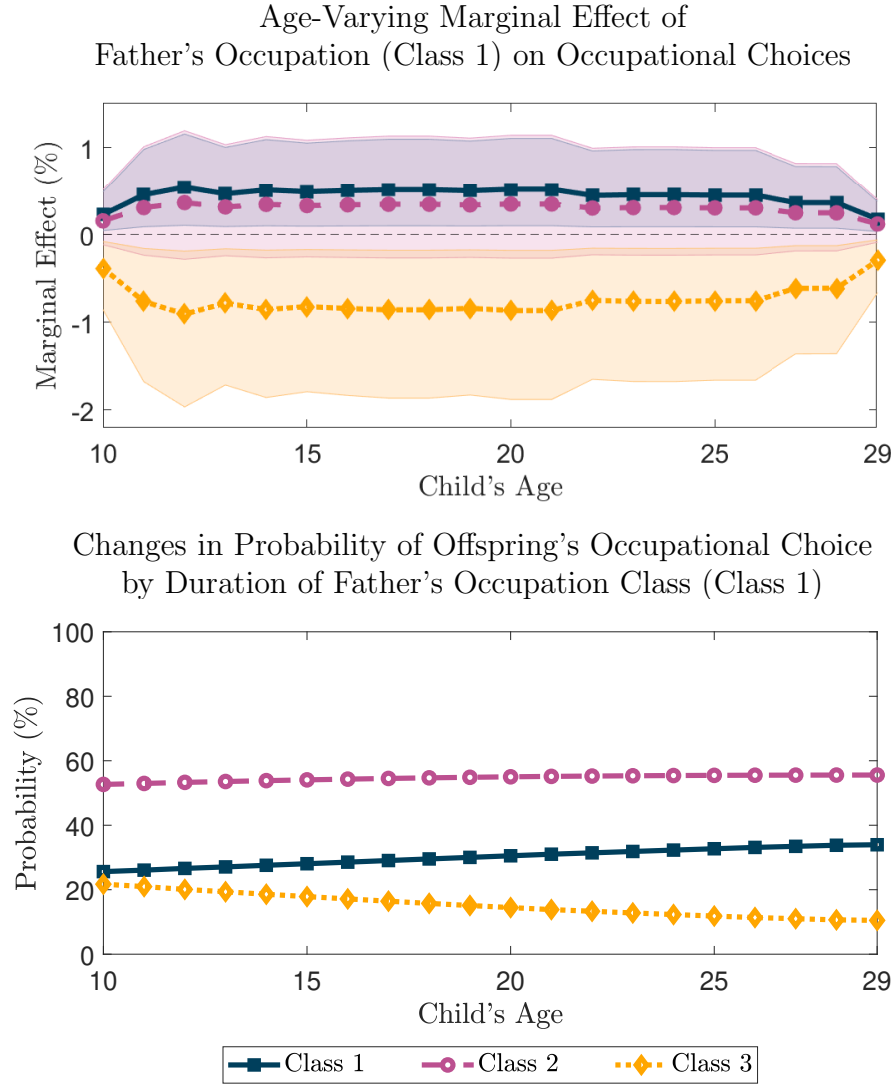 Age-Varying Marginal Effect of
Father's Occupation (Class 1) on Occupational Choices
Marginal Effect (%)
1
0
-1
-2
10
15
20
25
29
Child's Age
Changes in Probability of Offspring's Occupational Choice
by Duration of Father's Occupation Class (Class 1)
Probability (%)
100
80
60
40
20
0
10
15
20
25
29
Child's Age
Class 1
Class 2
Class 3